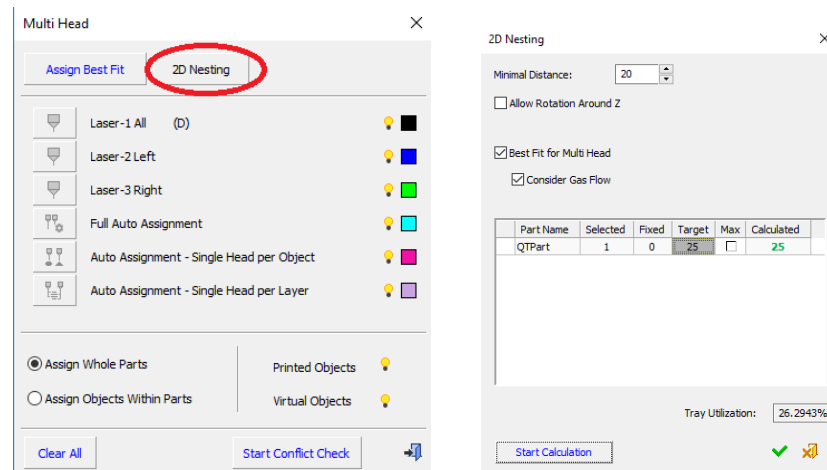 Multi Head
Assign Best Fit
2D Nesting
Laser-1 All (D)
Laser-2 Left
Laser-3 Right
Full Auto Assignment
Auto Assignment - Single Head per Object
Auto Assignment - Single Head per Layer
Assign Whole Parts
Assign Objects Within Parts
Printed Objects
Virtual Objects
Clear All
Start Conflict Check
2D Nesting
Minimal Distance: 20
Allow Rotation Around Z
Best Fit for Multi Head
Consider Gas Flow
Part Name Selected Fixed Target Max Calculated
QTPart 1 0 25 25
Tray Utilization: 26.2943%
Start Calculation